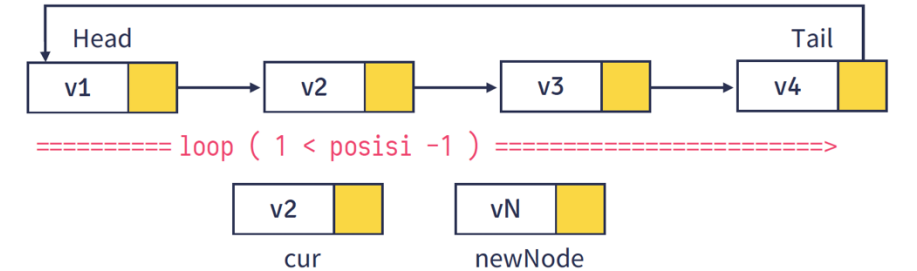 Head Tail
v1 v2 v3 v4
========== loop ( 1 < posisi -1 ) ========================>
v2 vN
cur newNode